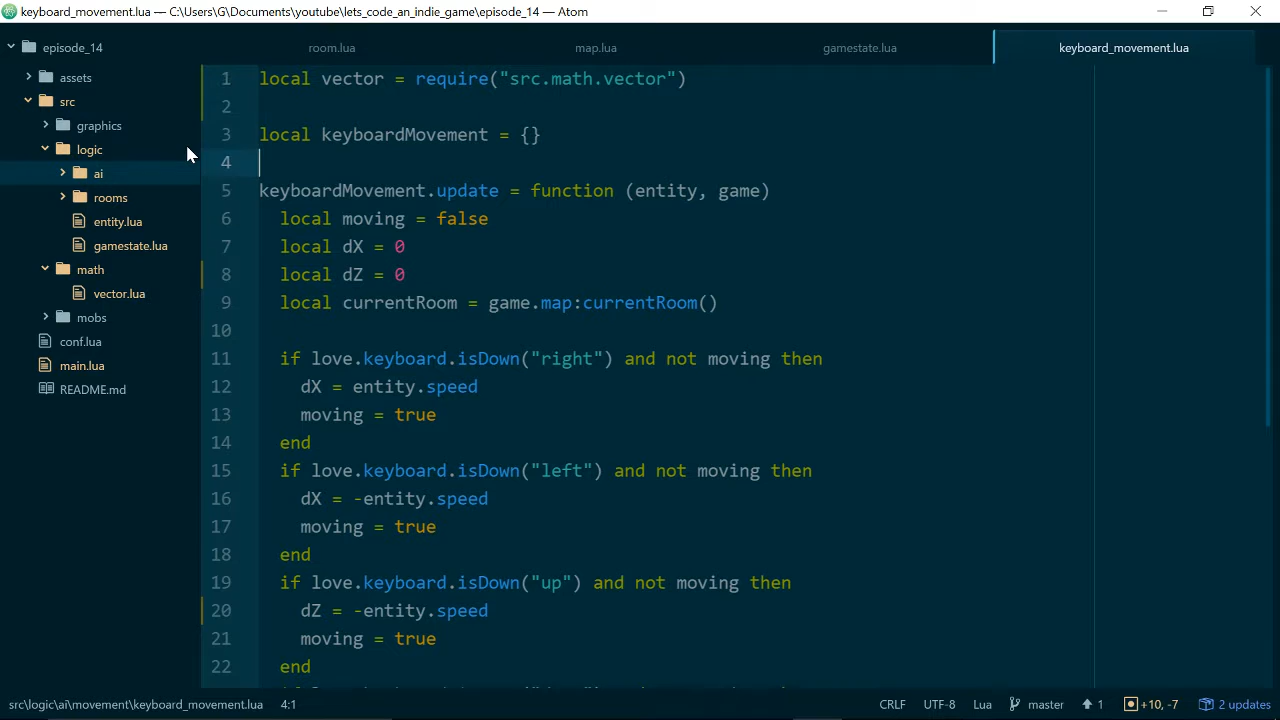 keyboard_movement.lua — C:\Users\G\Documents\youtube\lets_code_an_indie_game\episode_14 — Atom
episode_14
room.lua
map.lua
gamestate.lua
keyboard_movement.lua
assets
src
graphics
logic
ai
rooms
entity.lua
gamestate.lua
math
vector.lua
mobs
conf.lua
main.lua
README.md
1 local vector = require("src.math.vector")
2
3 local keyboardMovement = {}
4
5 keyboardMovement.update = function (entity, game)
6 local moving = false
7 local dX = 0
8 local dZ = 0
9 local currentRoom = game.map:currentRoom()
10
11 if love.keyboard.isDown("right") and not moving then
12 dX = entity.speed
13 moving = true
14 end
15 if love.keyboard.isDown("left") and not moving then
16 dX = -entity.speed
17 moving = true
18 end
19 if love.keyboard.isDown("up") and not moving then
20 dZ = -entity.speed
21 moving = true
22 end
src\logic\ai\movement\keyboard_movement.lua 4:1 CRLF UTF-8 Lua master 1 +10, -7 2 updates